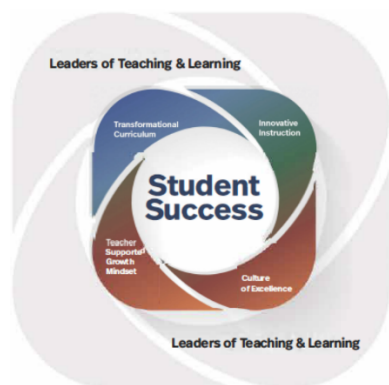 Leaders of Teaching & Learning
Transformational
Curriculum
Innovative
Instruction
Student
Success
Teacher
Supports
Growth
Mindset
Culture
of Excellence
Leaders of Teaching & Learning